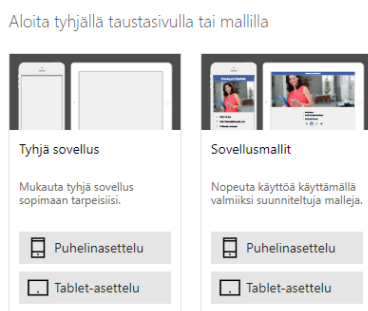 Aloita tyhjällä taustasivulla tai mallilla
Tyhjä sovellus
Mukauta tyhjä sovellus
sopimaan tarpeisiisi.
Puhelinasettelu
Tablet-asettelu
Sovellusmallit
Nopeuta käyttöä käyttämällä
valmiiksi suunniteltuja malleja.
Puhelinasettelu
Tablet-asettelu